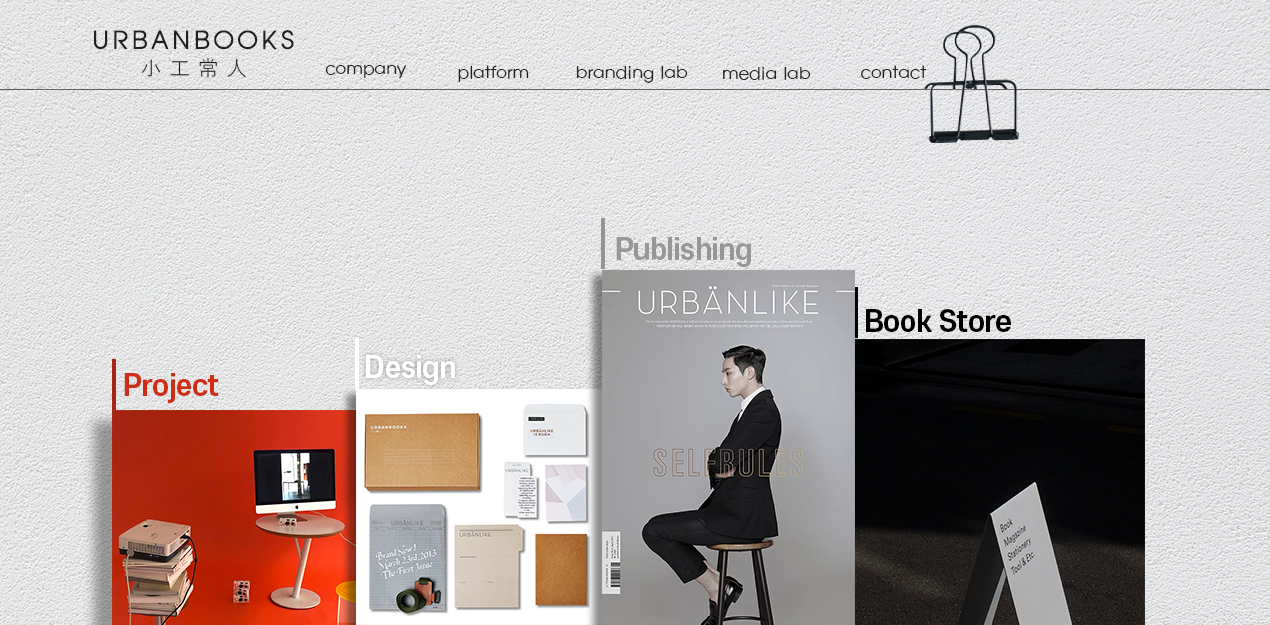 URBANBOOKS
小工常人
company
platform
branding lab
media lab
contact
Publishing
Book Store
Design
Project
URBÄNLIKE
SELFRULES
URBANBOOKS
URBÄNLIKE
IS BORN
URBÄNLIKE
URBÄNLIKE
Brand New!
March 23rd, 2013
The First Issue
URBÄNLIKE
Book
Magazine
Stationery
Tool & Etc.